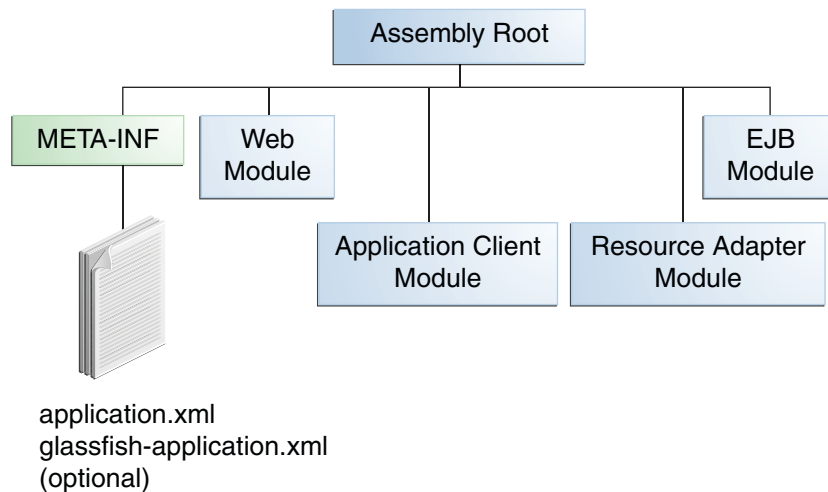 Assembly Root
META-INF
Web
Module
EJB
Module
Application Client
Module
Resource Adapter
Module
application.xml
glassfish-application.xml
(optional)